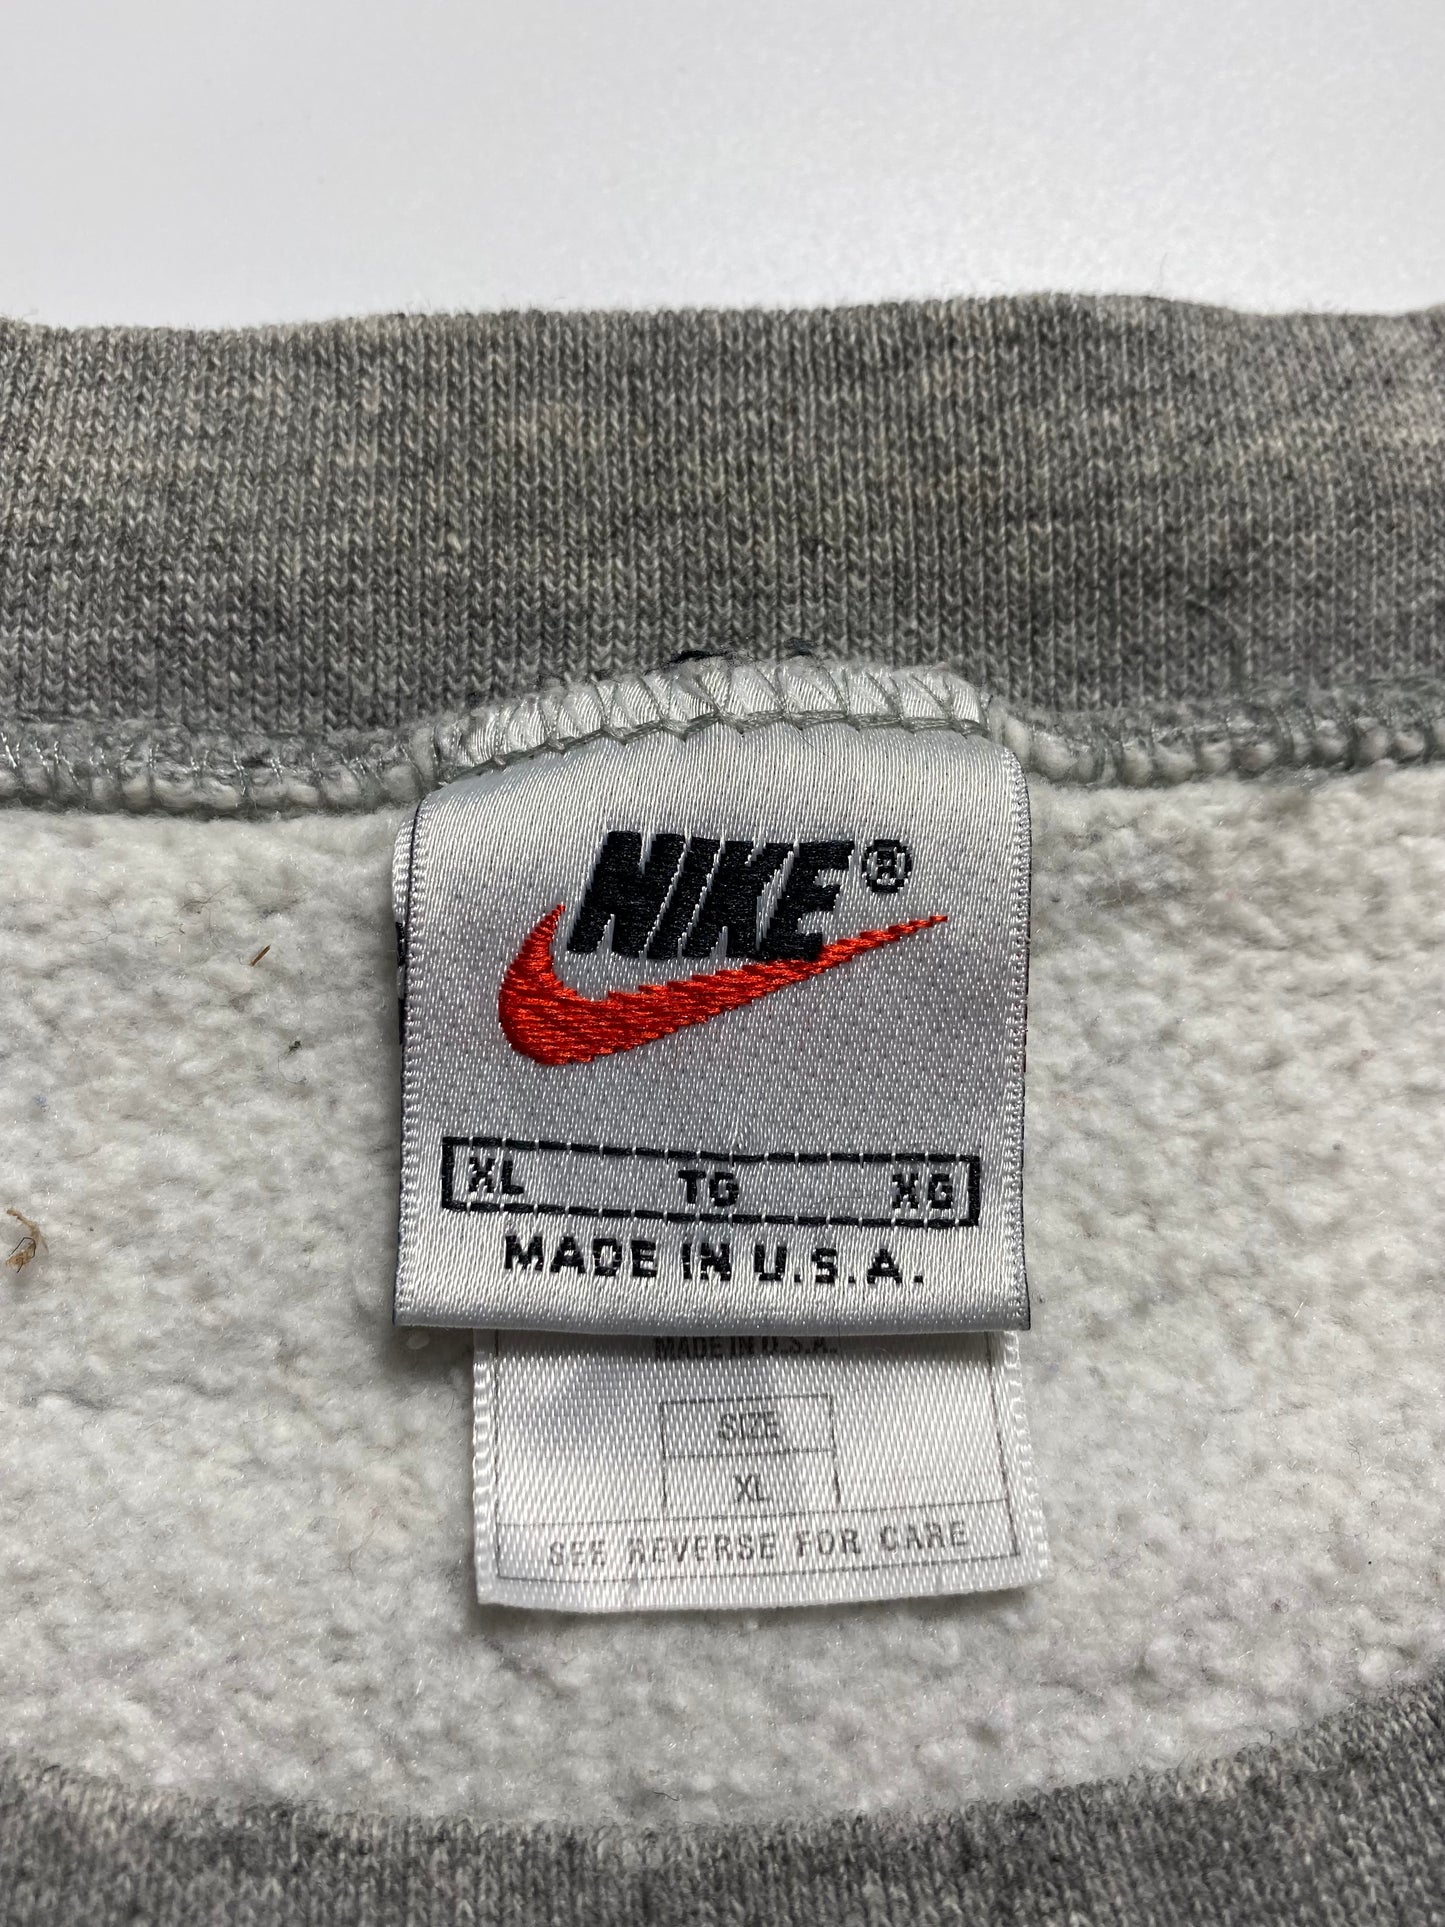 NIKE®
XL TG XG
MADE IN U.S.A.
MADE IN U.S.A.
SIZE
XL
SEE REVERSE FOR CARE